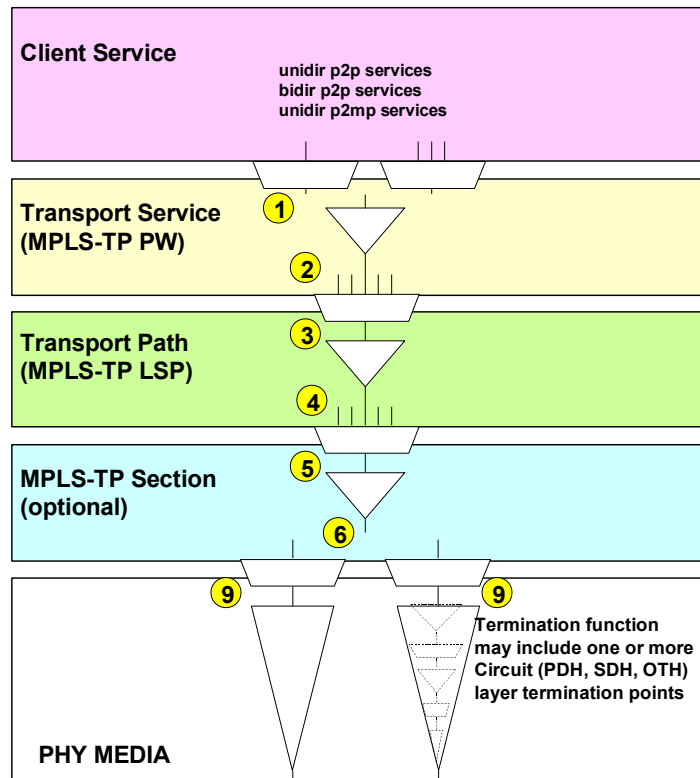 Client Service
unidir p2p services
bidir p2p services
unidir p2mp services
1
Transport Service
(MPLS-TP PW)
2
3
Transport Path
(MPLS-TP LSP)
4
5
MPLS-TP Section
(optional)
6
9
9
Termination function
may include one or more
Circuit (PDH, SDH, OTH)
layer termination points
PHY MEDIA